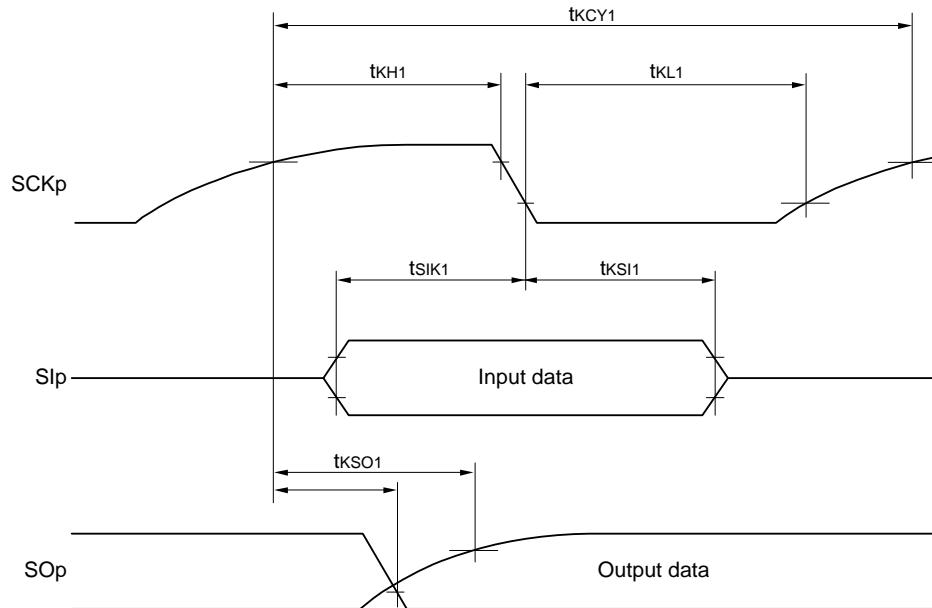 tKCY1
tKH1
tKL1
SCKp
tSIK1
tKSI1
SIp
Input data
tKSO1
SOp
Output data